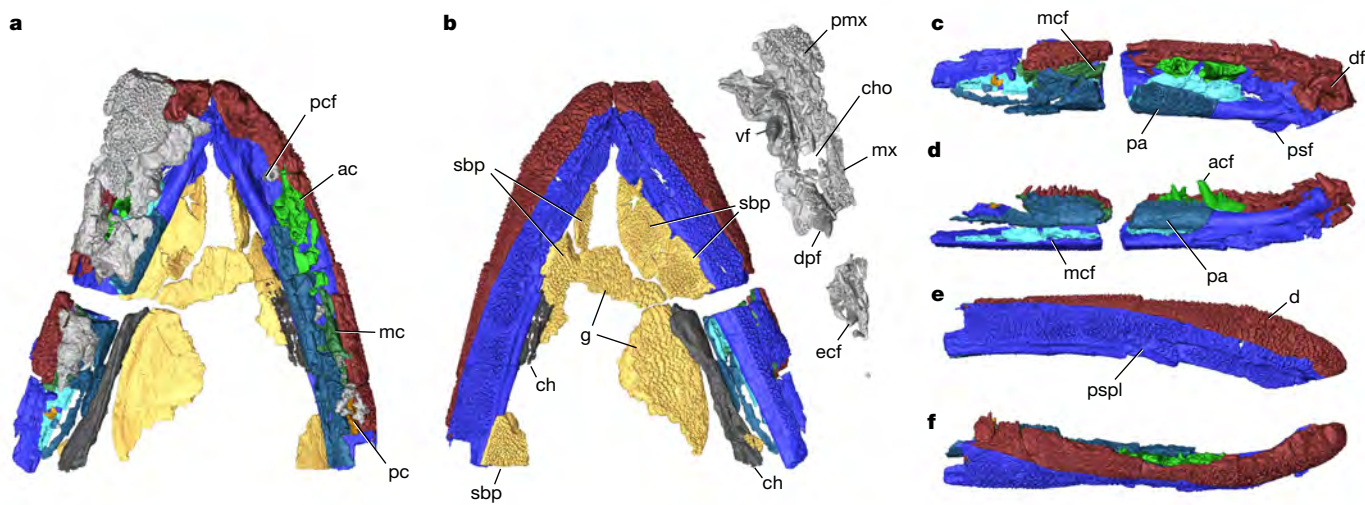 a
pcf
ac
mc
pc
b
pmx
cho
vf
mx
sbp
sbp
dpf
g
ecf
ch
sbp
ch
c
mcf
df
pa
psf
d
acf
mcf
pa
e
d
pspl
f